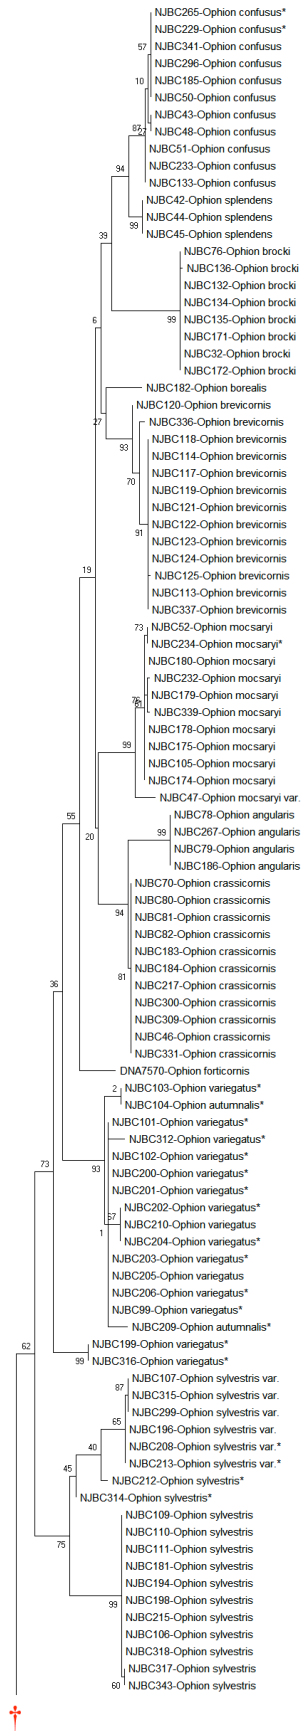 NJBC265-Ophion confusus*
NJBC229-Ophion confusus*
57
NJBC341-Ophion confusus
NJBC296-Ophion confusus
10
NJBC185-Ophion confusus
NJBC50-Ophion confusus
NJBC43-Ophion confusus
87
NJBC48-Ophion confusus
NJBC51-Ophion confusus
94
NJBC233-Ophion confusus
NJBC133-Ophion confusus
NJBC42-Ophion splendens
NJBC44-Ophion splendens
99
NJBC45-Ophion splendens
39
NJBC76-Ophion brocki
NJBC136-Ophion brocki
NJBC132-Ophion brocki
NJBC134-Ophion brocki
99
NJBC135-Ophion brocki
6
NJBC171-Ophion brocki
NJBC32-Ophion brocki
NJBC172-Ophion brocki
NJBC182-Ophion borealis
NJBC120-Ophion brevicornis
27
NJBC336-Ophion brevicornis
93
NJBC118-Ophion brevicornis
NJBC114-Ophion brevicornis
70
NJBC117-Ophion brevicornis
NJBC119-Ophion brevicornis
NJBC121-Ophion brevicornis
NJBC122-Ophion brevicornis
91
NJBC123-Ophion brevicornis
NJBC124-Ophion brevicornis
19
NJBC125-Ophion brevicornis
NJBC113-Ophion brevicornis
NJBC337-Ophion brevicornis
73
NJBC52-Ophion mocsaryi
NJBC234-Ophion mocsaryi*
NJBC180-Ophion mocsaryi
NJBC232-Ophion mocsaryi
NJBC179-Ophion mocsaryi
NJBC339-Ophion mocsaryi
NJBC178-Ophion mocsaryi
99
NJBC175-Ophion mocsaryi
NJBC105-Ophion mocsaryi
NJBC174-Ophion mocsaryi
NJBC47-Ophion mocsaryi var.
55
NJBC78-Ophion angularis
20
99
NJBC267-Ophion angularis
NJBC79-Ophion angularis
NJBC186-Ophion angularis
NJBC70-Ophion crassicornis
NJBC80-Ophion crassicornis
94
NJBC81-Ophion crassicornis
NJBC82-Ophion crassicornis
NJBC183-Ophion crassicornis
NJBC184-Ophion crassicornis
81
NJBC217-Ophion crassicornis
36
NJBC300-Ophion crassicornis
NJBC309-Ophion crassicornis
NJBC46-Ophion crassicornis
NJBC331-Ophion crassicornis
DNA7570-Ophion forticornis
2
NJBC103-Ophion variegatus*
NJBC104-Ophion autumnalis*
NJBC101-Ophion variegatus*
NJBC312-Ophion variegatus*
NJBC102-Ophion variegatus*
73
93
NJBC200-Ophion variegatus*
NJBC201-Ophion variegatus*
NJBC202-Ophion variegatus*
57
NJBC210-Ophion variegatus
1
NJBC204-Ophion variegatus*
NJBC203-Ophion variegatus*
NJBC205-Ophion variegatus
NJBC206-Ophion variegatus*
NJBC99-Ophion variegatus*
NJBC209-Ophion autumnalis*
62
NJBC199-Ophion variegatus*
99
NJBC316-Ophion variegatus*
NJBC107-Ophion sylvestris var.
87
NJBC315-Ophion sylvestris var.
NJBC299-Ophion sylvestris var.
65
NJBC196-Ophion sylvestris var.
40
NJBC208-Ophion sylvestris var.*
NJBC213-Ophion sylvestris var.*
45
NJBC212-Ophion sylvestris*
NJBC314-Ophion sylvestris*
NJBC109-Ophion sylvestris
NJBC110-Ophion sylvestris
75
NJBC111-Ophion sylvestris
NJBC181-Ophion sylvestris
NJBC194-Ophion sylvestris
NJBC198-Ophion sylvestris
99
NJBC215-Ophion sylvestris
NJBC106-Ophion sylvestris
NJBC318-Ophion sylvestris
NJBC317-Ophion sylvestris
60
NJBC343-Ophion sylvestris
†